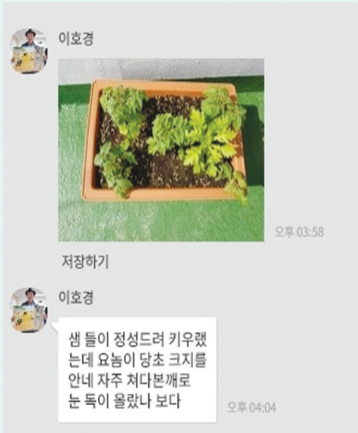 이호경
오후 03:58
저장하기
이호경
샘 들이 정성드려 키우랬
는데 요놈이 당초 크지를
안네 자주 쳐다본깨로
눈 독이 올랐나 보다
오후 04:04